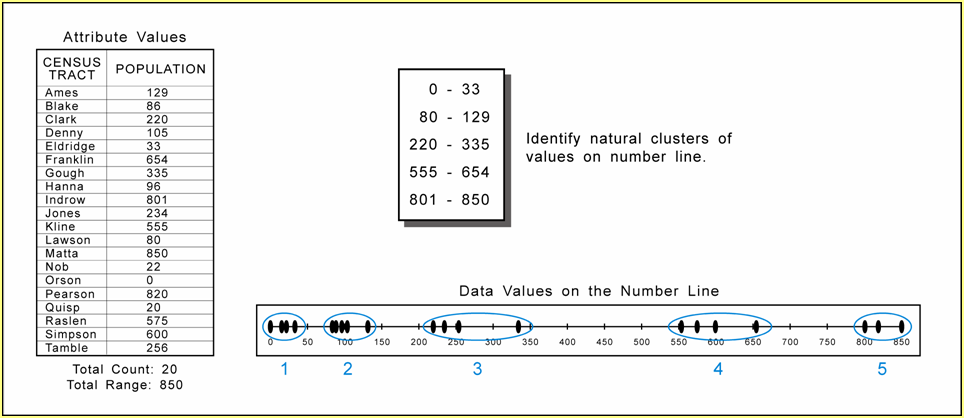 Attribute Values
CENSUS TRACT POPULATION
Ames 129
Blake 86
Clark 220
Denny 105
Eldridge 33
Franklin 654
Gough 335
Hanna 96
Indrow 801
Jones 234
Kline 555
Lawson 80
Matta 850
Nob 22
Orson 0
Pearson 820
Quisp 20
Raslen 575
Simpson 600
Tamble 256
Total Count: 20
Total Range: 850
0 - 33
80 - 129
220 - 335
555 - 654
801 - 850
Identify natural clusters of
values on number line.
Data Values on the Number Line
0 50 100 150 200 250 300 350 400 450 500 550 600 650 700 750 800 850
1 2 3 4 5